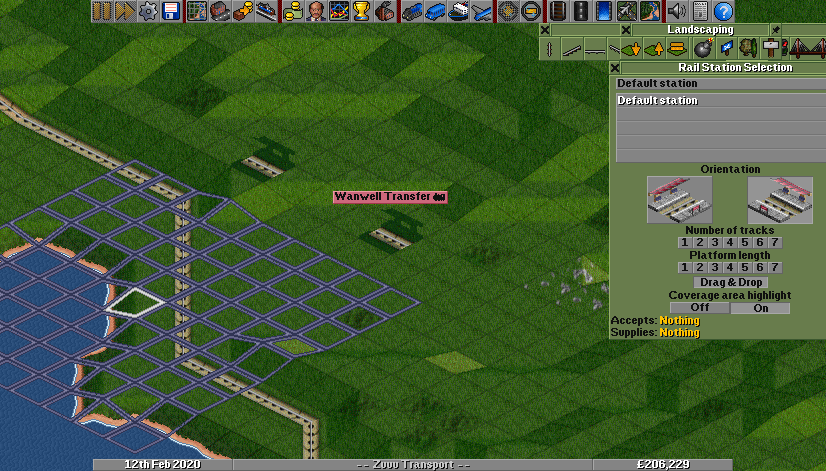 Landscaping
Rail Station Selection
Default station
Default station
Orientation
Wanwell Transfer
Number of tracks
1 2 3 4 5 6 7
Platform length
1 2 3 4 5 6 7
Drag & Drop
Coverage area highlight
Off On
Accepts: Nothing
Supplies: Nothing
12th Feb 2020 -- Zuuu Transport -- £206,229